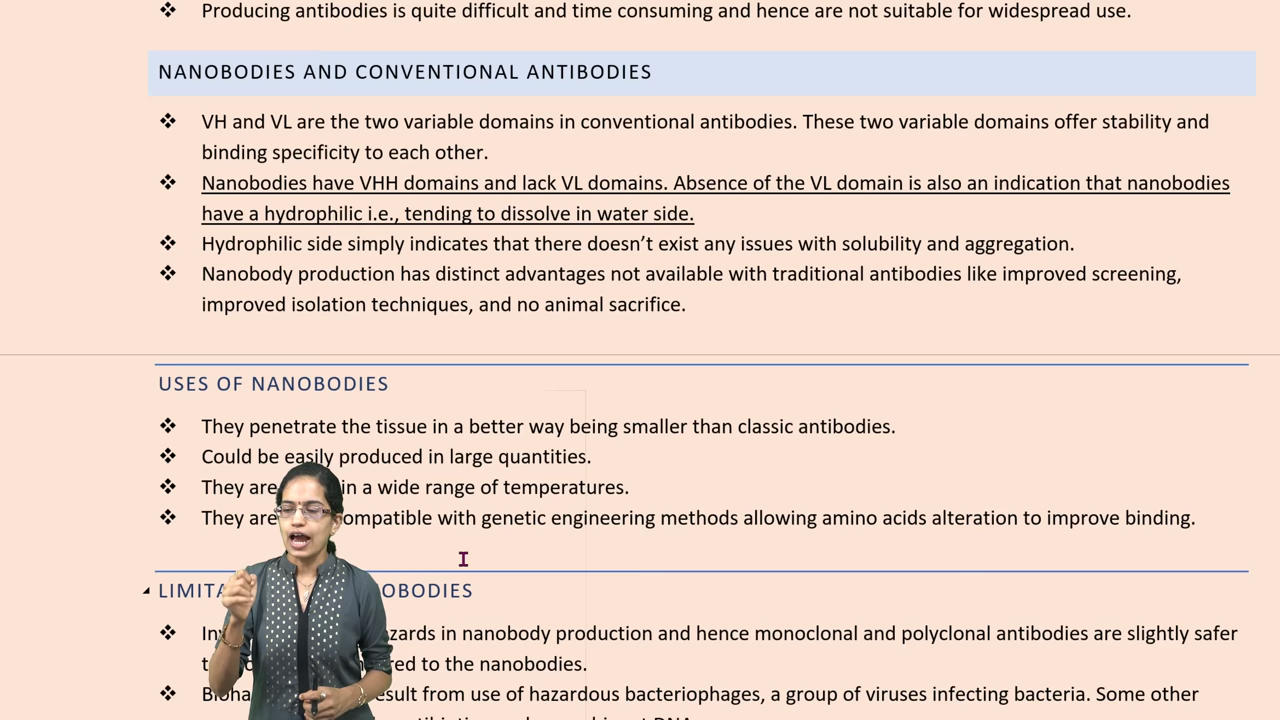 ❖ Producing antibodies is quite difficult and time consuming and hence are not suitable for widespread use.
NANOBODIES AND CONVENTIONAL ANTIBODIES
❖ VH and VL are the two variable domains in conventional antibodies. These two variable domains offer stability and
binding specificity to each other.
❖ Nanobodies have VHH domains and lack VL domains. Absence of the VL domain is also an indication that nanobodies
have a hydrophilic i.e., tending to dissolve in water side.
❖ Hydrophilic side simply indicates that there doesn’t exist any issues with solubility and aggregation.
❖ Nanobody production has distinct advantages not available with traditional antibodies like improved screening,
improved isolation techniques, and no animal sacrifice.
USES OF NANOBODIES
❖ They penetrate the tissue in a better way being smaller than classic antibodies.
❖ Could be easily produced in large quantities.
❖ They are in a wide range of temperatures.
❖ They are compatible with genetic engineering methods allowing amino acids alteration to improve binding.
❖ in nanobody production and hence monoclonal and polyclonal antibodies are slightly safer
to the nanobodies.
❖ from use of hazardous bacteriophages, a group of viruses infecting bacteria. Some other